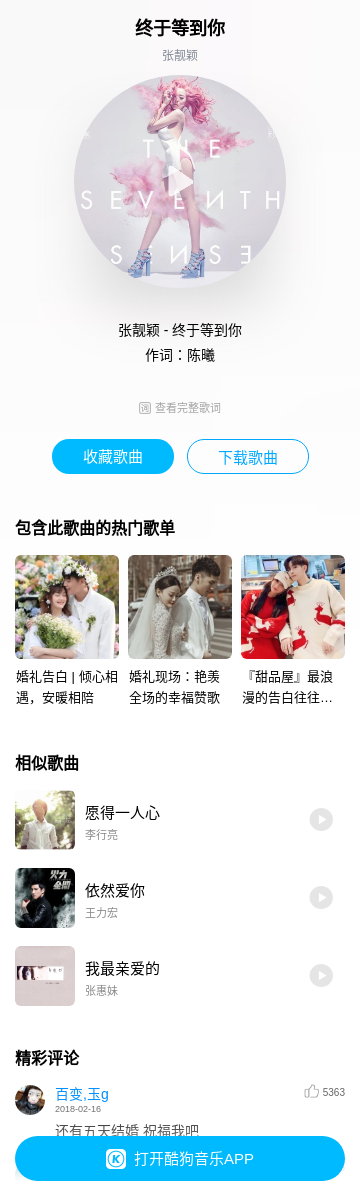 终于等到你
张靓颖
THE
SEVENTH
SENSE
张靓颖 - 终于等到你
作词：陈曦
词 查看完整歌词
收藏歌曲 下载歌曲
包含此歌曲的热门歌单
婚礼告白 | 倾心相
遇，安暖相陪
婚礼现场：艳羡
全场的幸福赞歌
『甜品屋』最浪
漫的告白往往…
相似歌曲
愿得一人心
李行亮
火力
全开
依然爱你
王力宏
我最亲爱的
张惠妹
精彩评论
百变,玉g 5363
2018-02-16
还有五天结婚 祝福我吧
K 打开酷狗音乐APP